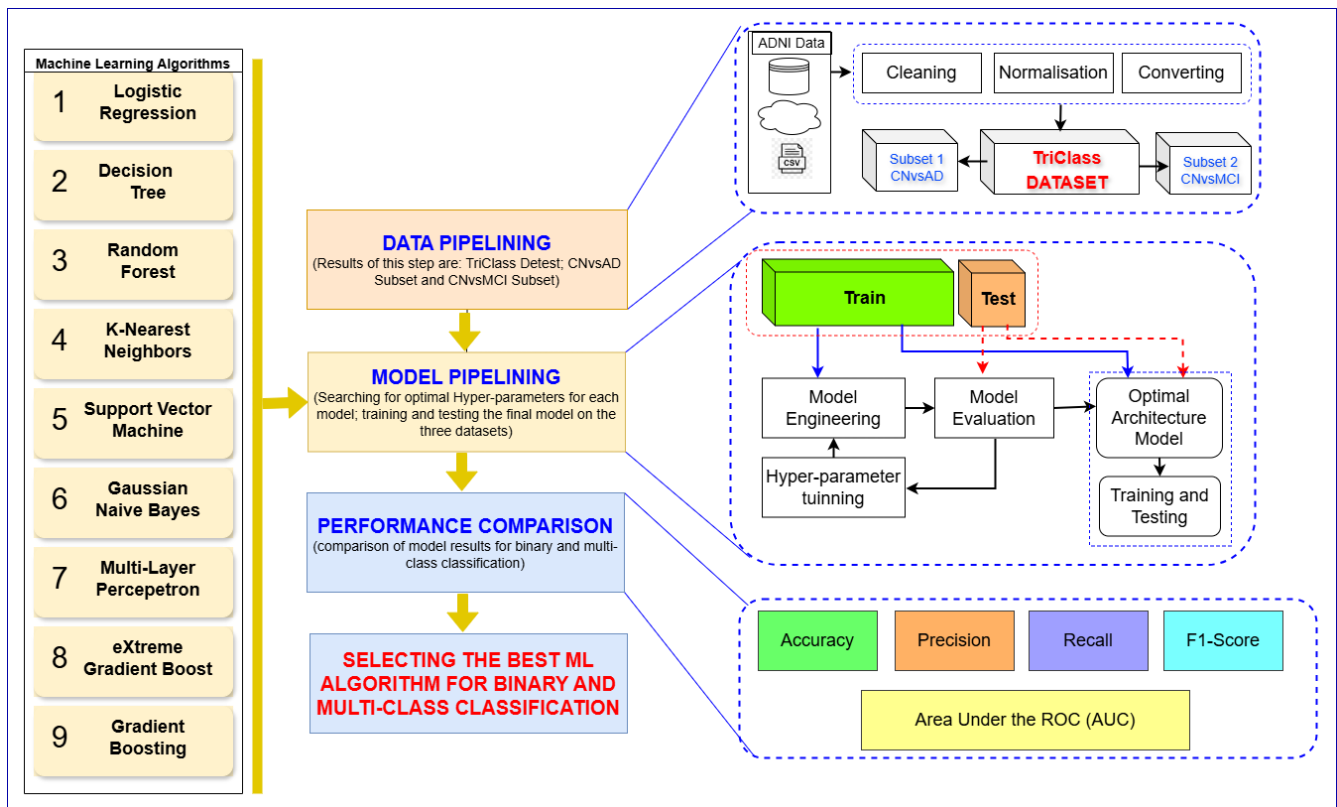 Machine Learning Algorithms
1
Logistic
Regression
2
Decision
Tree
3
Random
Forest
4
K-Nearest
Neighbors
5
Support Vector
Machine
6
Gaussian
Naive Bayes
7
Multi-Layer
Percepetron
8
eXtreme
Gradient Boost
9
Gradient
Boosting
DATA PIPELINING
(Results of this step are: TriClass Detest; CNvsAD
Subset and CNvsMCI Subset)
MODEL PIPELINING
(Searching for optimal Hyper-parameters for each
model; training and testing the final model on the
three datasets)
PERFORMANCE COMPARISON
(comparison of model results for binary and multi-
class classification)
SELECTING THE BEST ML
ALGORITHM FOR BINARY AND
MULTI-CLASS CLASSIFICATION
ADNI Data
CSV
Cleaning
Normalisation
Converting
Subset 1
CNvsAD
TriClass
DATASET
Subset 2
CNvsMCI
Train
Test
Model
Engineering
Model
Evaluation
Optimal
Architecture
Model
Hyper-parameter
tuinning
Training and
Testing
Accuracy
Precision
Recall
F1-Score
Area Under the ROC (AUC)